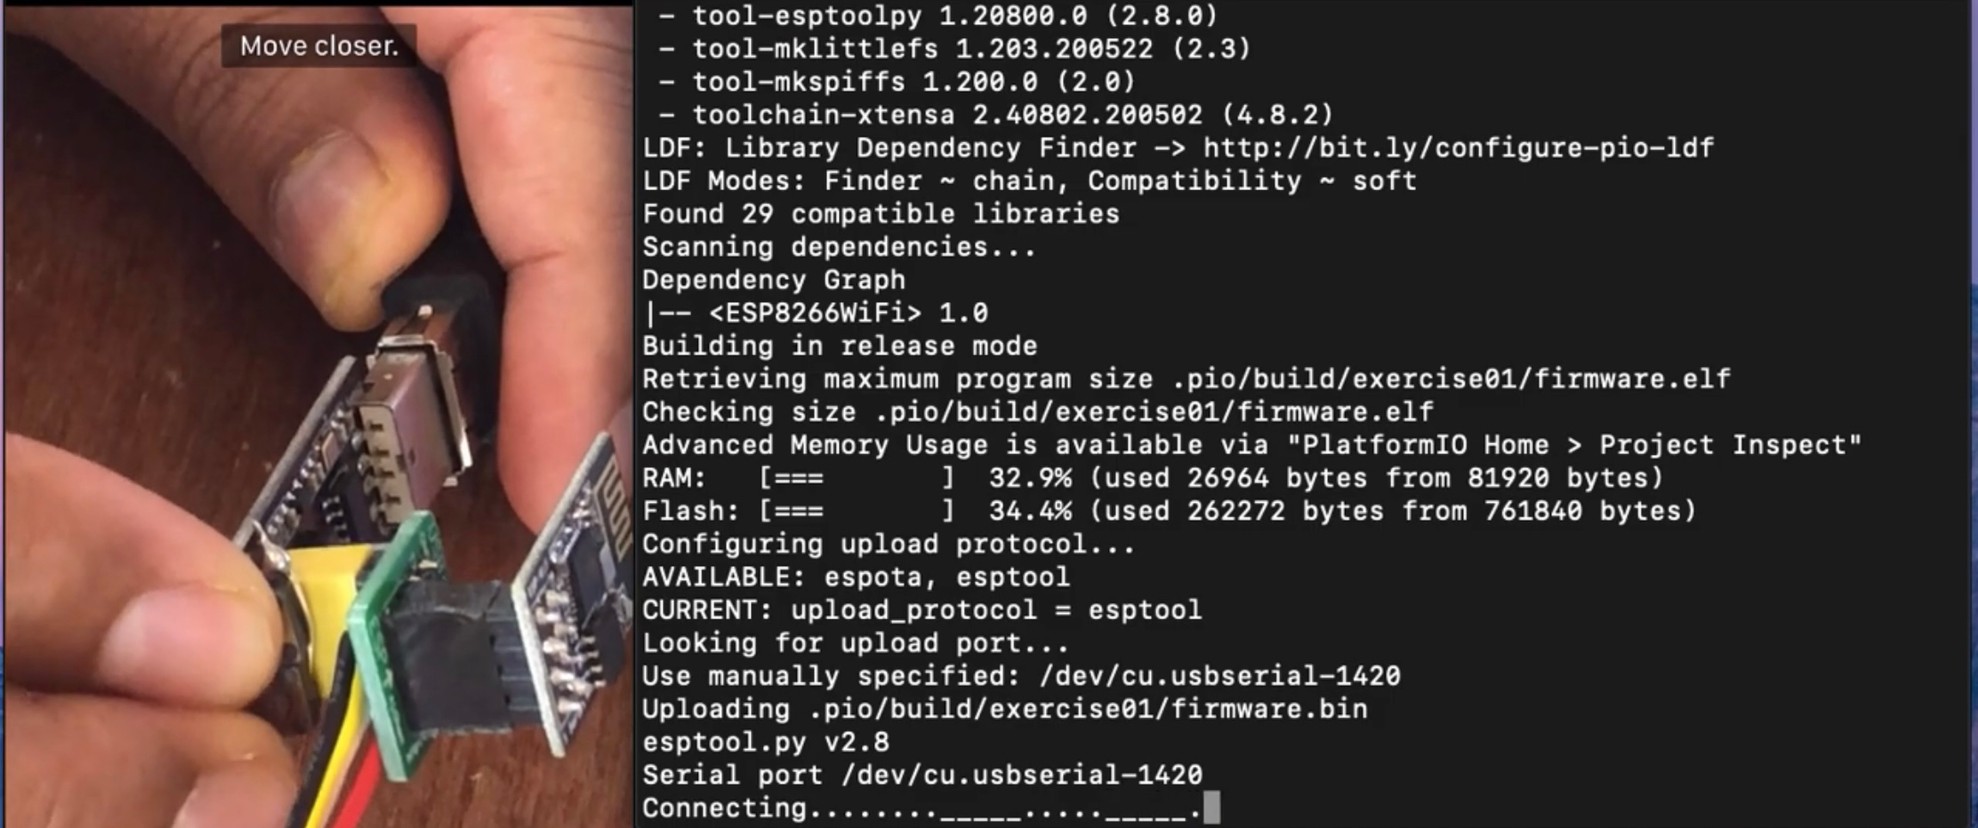 Move closer.
- tool-esptoolpy 1.20800.0 (2.8.0)
- tool-mklittlefs 1.203.200522 (2.3)
- tool-mkspiffs 1.200.0 (2.0)
- toolchain-xtensa 2.40802.200502 (4.8.2)
LDF: Library Dependency Finder -> http://bit.ly/configure-pio-ldf
LDF Modes: Finder ~ chain, Compatibility ~ soft
Found 29 compatible libraries
Scanning dependencies...
Dependency Graph
|-- <ESP8266WiFi> 1.0
Building in release mode
Retrieving maximum program size .pio/build/exercise01/firmware.elf
Checking size .pio/build/exercise01/firmware.elf
Advanced Memory Usage is available via "PlatformIO Home > Project Inspect"
RAM:   [===       ]  32.9% (used 26964 bytes from 81920 bytes)
Flash: [===       ]  34.4% (used 262272 bytes from 761840 bytes)
Configuring upload protocol...
AVAILABLE: espota, esptool
CURRENT: upload_protocol = esptool
Looking for upload port...
Use manually specified: /dev/cu.usbserial-1420
Uploading .pio/build/exercise01/firmware.bin
esptool.py v2.8
Serial port /dev/cu.usbserial-1420
Connecting........_____....._____.